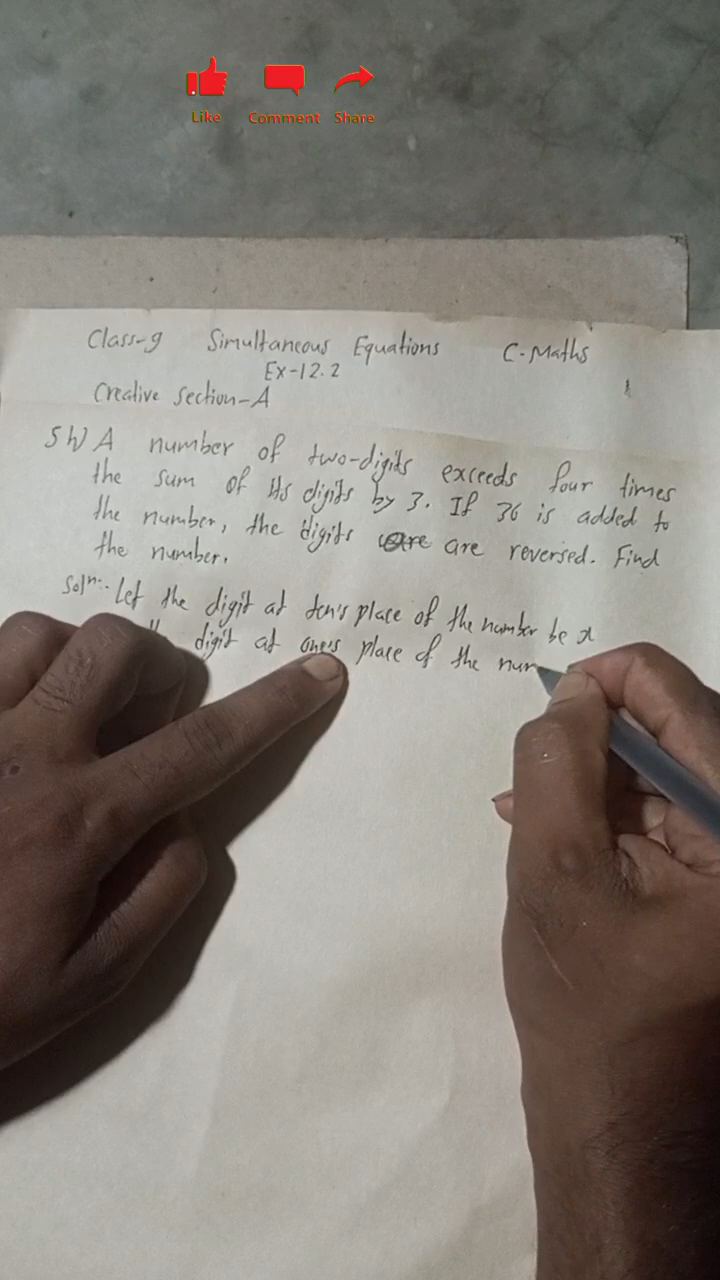 Like Comment Share
Class-9 Simultaneous Equations C-Maths
Ex-12.2
Creative Section-A
5 h) A number of two-digits exceeds four times
the sum of its digits by 3. If 36 is added to
the number, the digits are reversed. Find
the number.
Solⁿ:- Let the digit at ten's place of the number be x
digit at one's place of the num